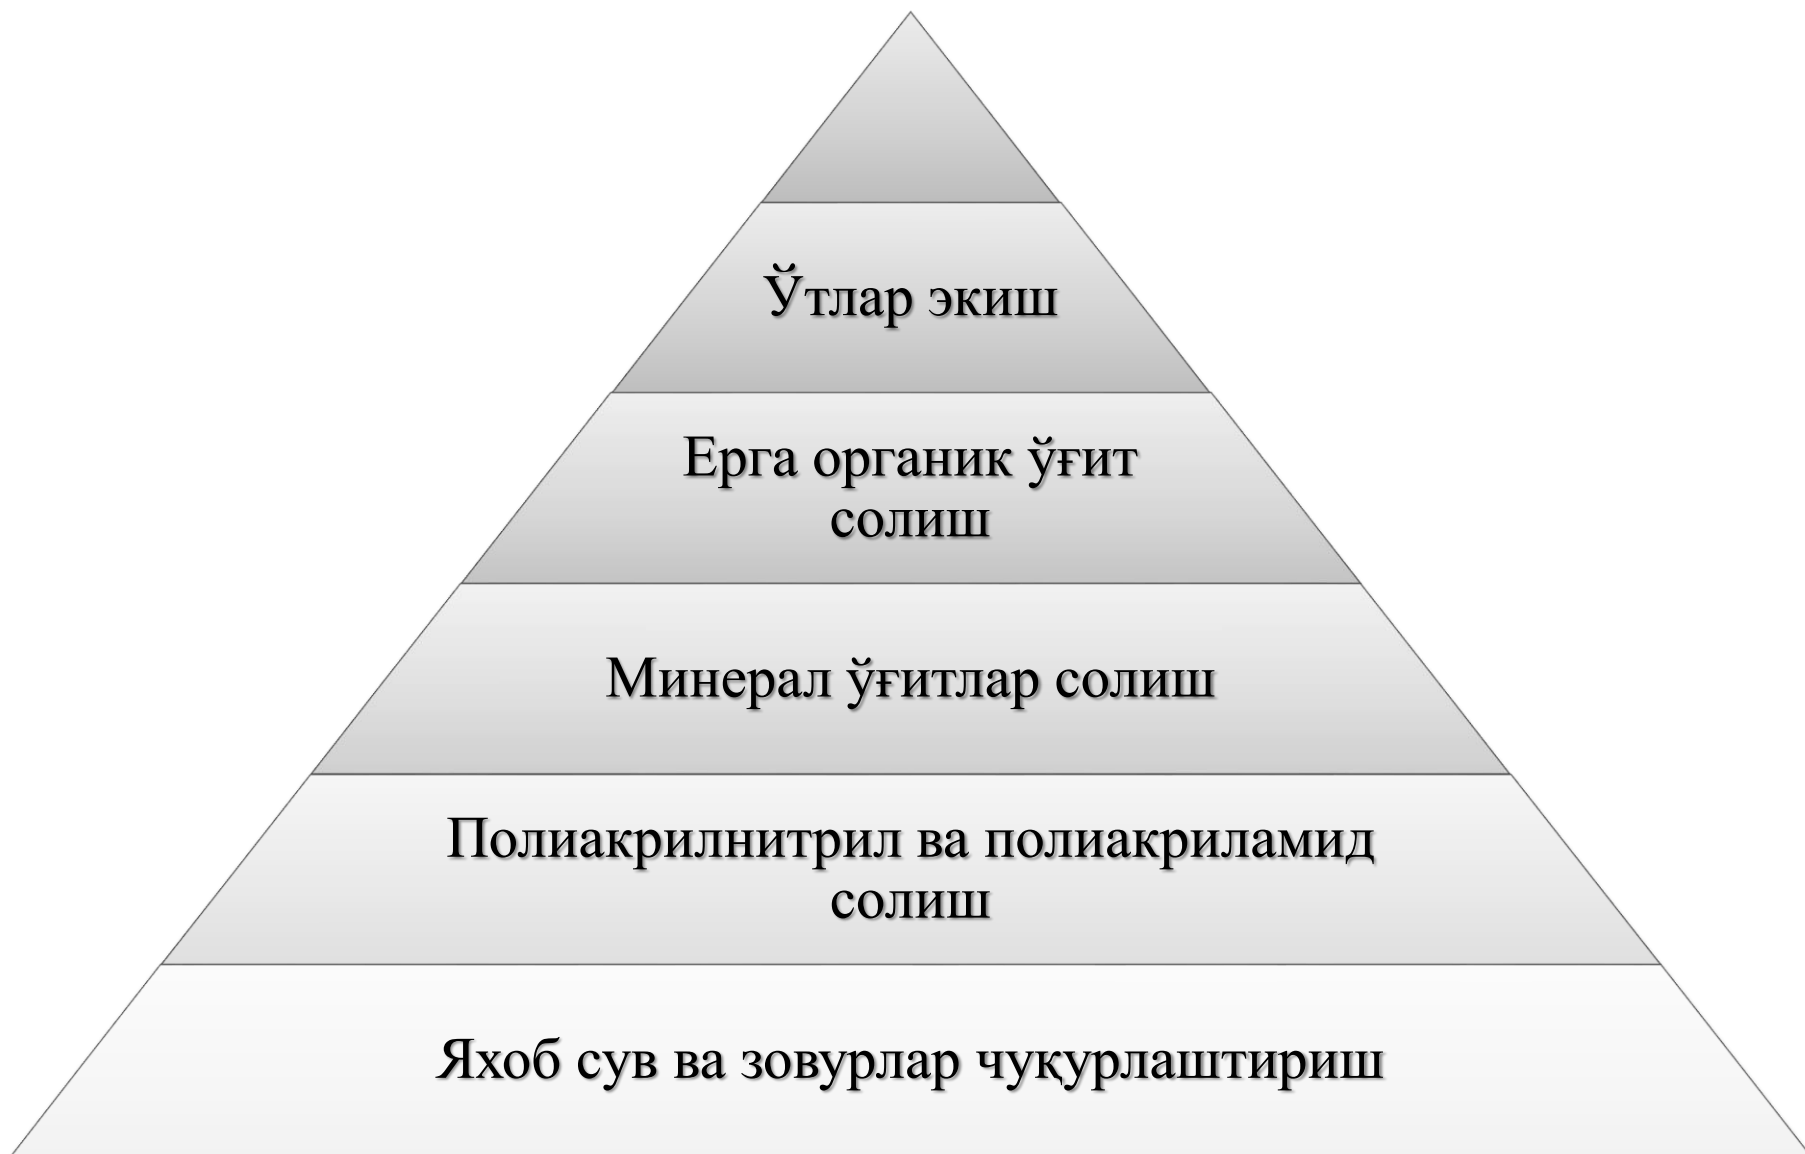 Ўтлар экиш
Ерга органик ўғит
солиш
Минерал ўғитлар солиш
Полиакрилнитрил ва полиакриламид
солиш
Яхоб сув ва зовурлар чуқурлаштириш